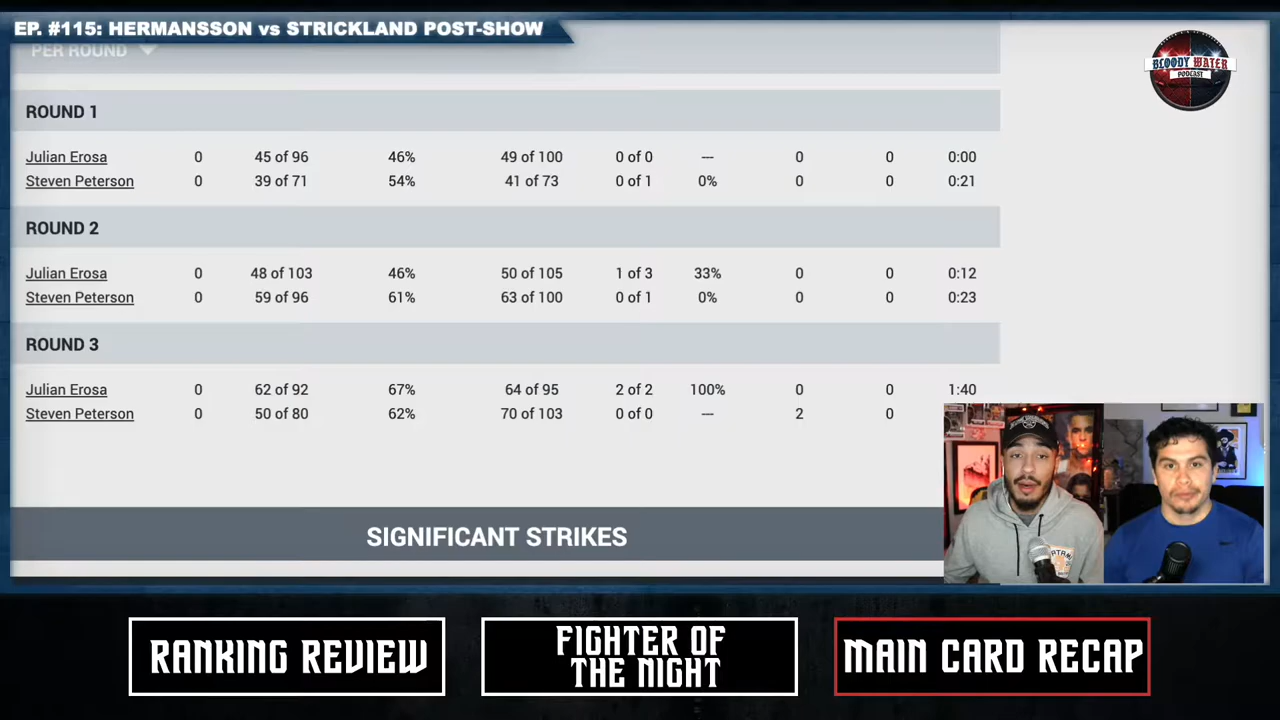 EP. #115: HERMANSSON vs STRICKLAND POST-SHOW
BLOODY WATER
PODCAST
PER ROUND
ROUND 1
Julian Erosa 0 45 of 96 46% 49 of 100 0 of 0 --- 0 0 0:00
Steven Peterson 0 39 of 71 54% 41 of 73 0 of 1 0% 0 0 0:21
ROUND 2
Julian Erosa 0 48 of 103 46% 50 of 105 1 of 3 33% 0 0 0:12
Steven Peterson 0 59 of 96 61% 63 of 100 0 of 1 0% 0 0 0:23
ROUND 3
Julian Erosa 0 62 of 92 67% 64 of 95 2 of 2 100% 0 0 1:40
Steven Peterson 0 50 of 80 62% 70 of 103 0 of 0 --- 2 0
SIGNIFICANT STRIKES
RANKING REVIEW
FIGHTER OF
THE NIGHT
MAIN CARD RECAP